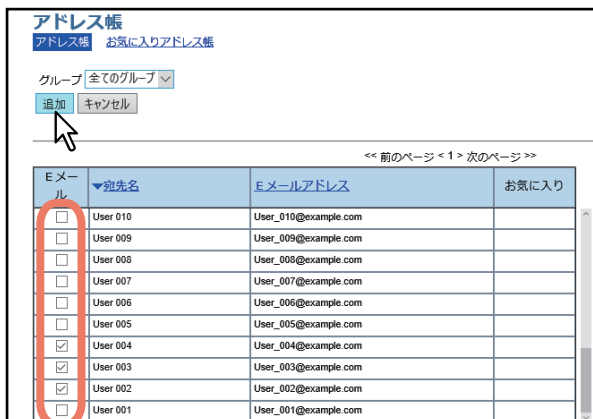 アドレス帳
アドレス帳 お気に入りアドレス帳
グループ 全てのグループ
追加 キャンセル
<< 前のページ < 1 > 次のページ >>
Eメール ▼宛先名 Eメールアドレス お気に入り
User 010 User_010@example.com
User 009 User_009@example.com
User 008 User_008@example.com
User 007 User_007@example.com
User 006 User_006@example.com
User 005 User_005@example.com
User 004 User_004@example.com
User 003 User_003@example.com
User 002 User_002@example.com
User 001 User_001@example.com